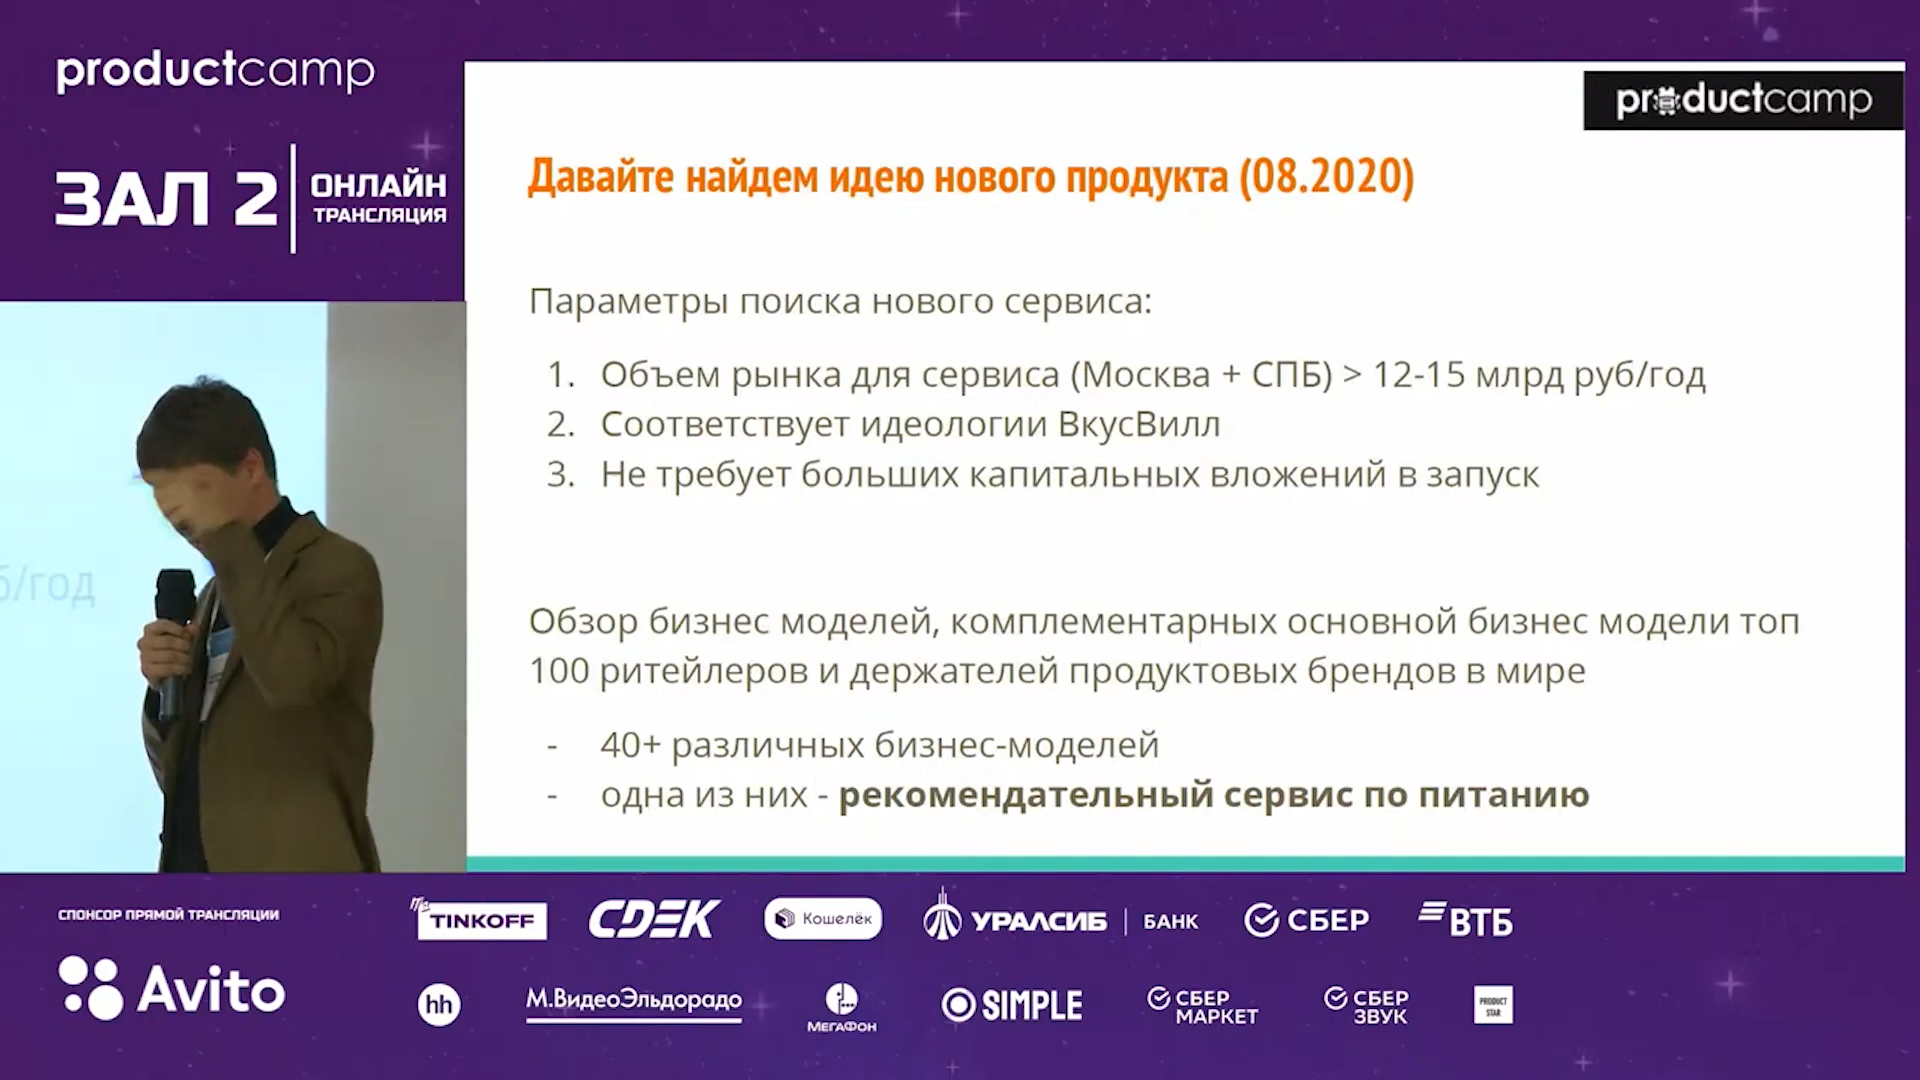 productcamp
ЗАЛ 2
ОНЛАЙН
ТРАНСЛЯЦИЯ
productcamp
Давайте найдем идею нового продукта (08.2020)
Параметры поиска нового сервиса:
1. Объем рынка для сервиса (Москва + СПБ) > 12-15 млрд руб/год
2. Соответствует идеологии ВкусВилл
3. Не требует больших капитальных вложений в запуск
Обзор бизнес моделей, комплементарных основной бизнес модели топ
100 ритейлеров и держателей продуктовых брендов в мире
- 40+ различных бизнес-моделей
- одна из них - рекомендательный сервис по питанию
б/год
СПОНСОР ПРЯМОЙ ТРАНСЛЯЦИИ
Avito
TINKOFF
CDEK
Кошелёк
УРАЛСИБ | БАНК
СБЕР
ВТБ
hh
М.ВидеоЭльдорадо
МЕГАФОН
SIMPLE
СБЕР
МАРКЕТ
СБЕР
ЗВУК
PRODUCT
STAR